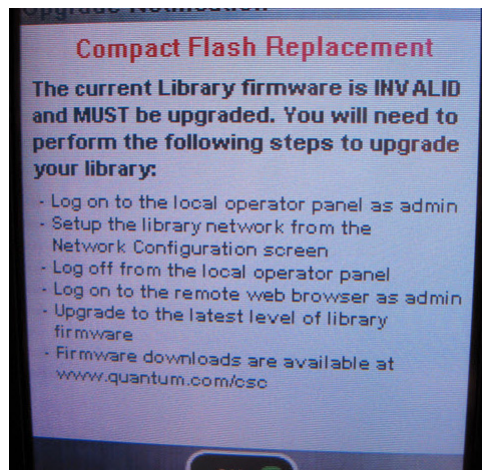 Upgrade Notification
Compact Flash Replacement
The current Library firmware is INVALID
and MUST be upgraded. You will need to
perform the following steps to upgrade
your library:
- Log on to the local operator panel as admin
- Setup the library network from the
Network Configuration screen
- Log off from the local operator panel
- Log on to the remote web browser as admin
- Upgrade to the latest level of library
firmware
- Firmware downloads are available at
www.quantum.com/csc